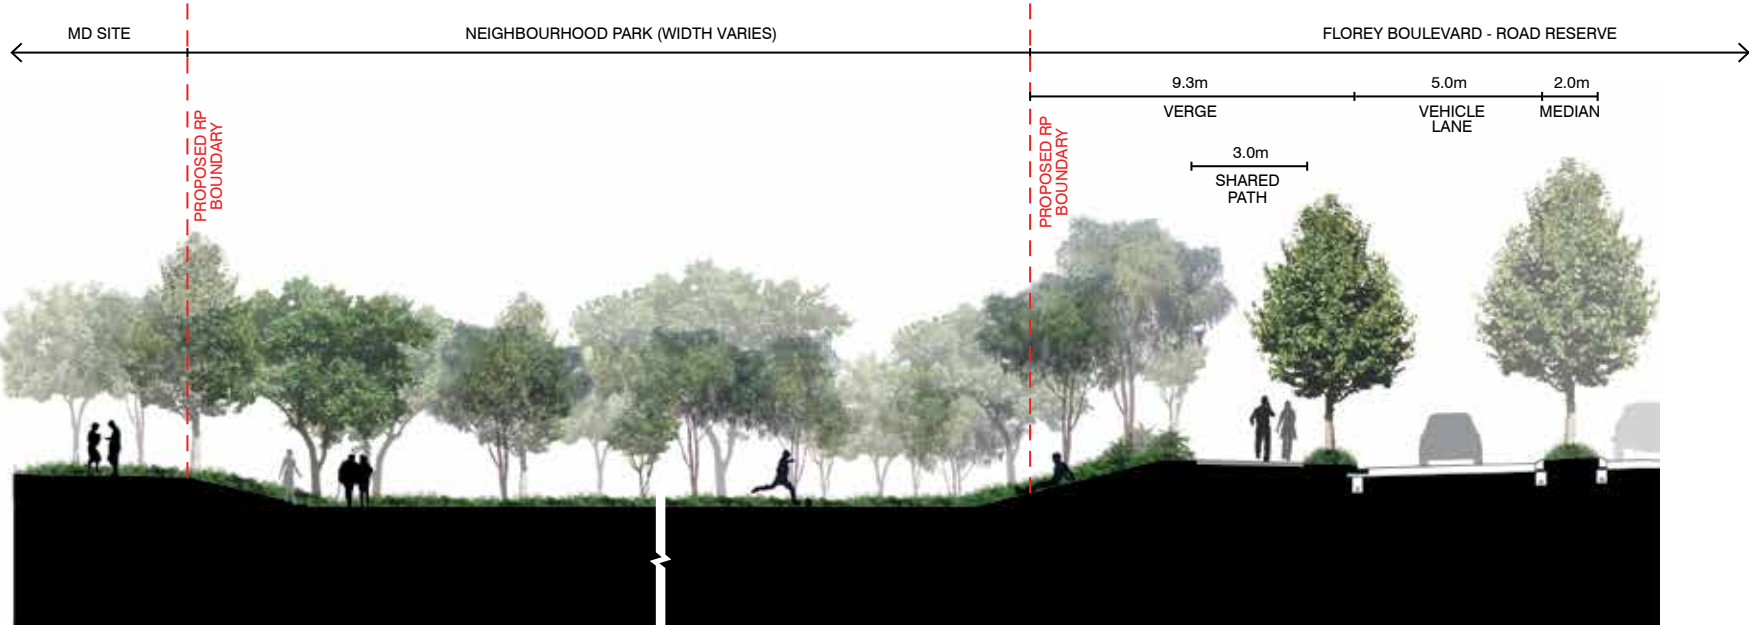 MD SITE
NEIGHBOURHOOD PARK (WIDTH VARIES)
FLOREY BOULEVARD - ROAD RESERVE
9.3m
5.0m
2.0m
VERGE
VEHICLE
LANE
MEDIAN
PROPOSED RP
BOUNDARY
PROPOSED RP
BOUNDARY
3.0m
SHARED
PATH